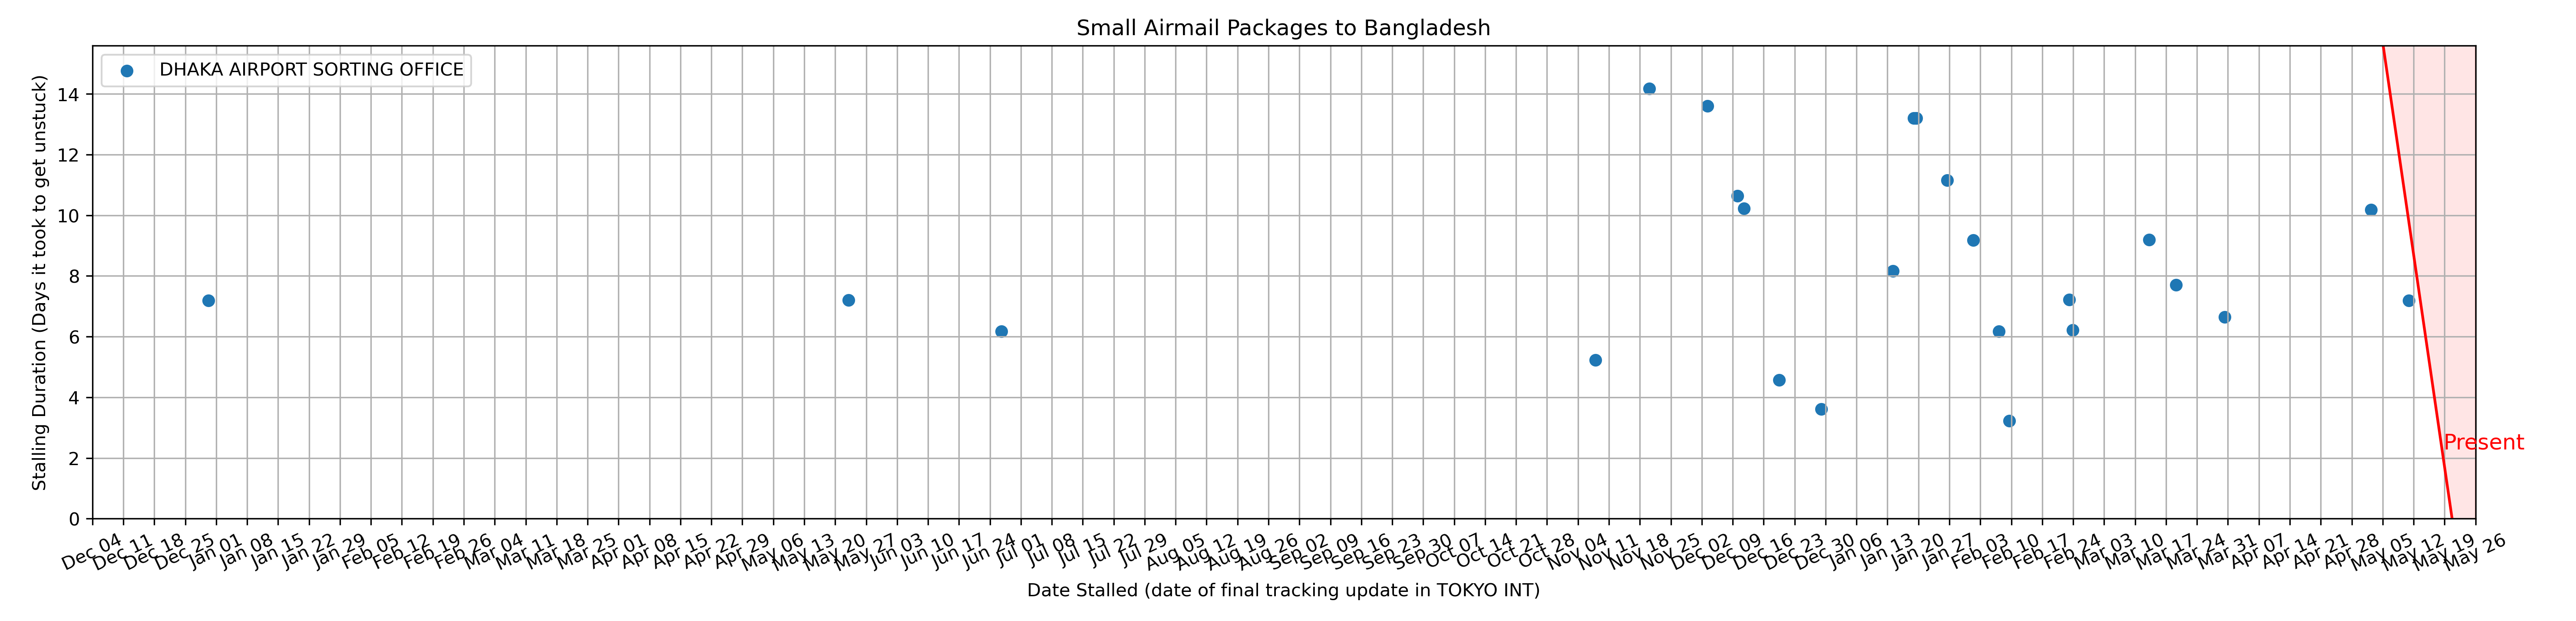 Small Airmail Packages to Bangladesh
DHAKA AIRPORT SORTING OFFICE
Stalling Duration (Days it took to get unstuck)
14
12
10
8
6
4
2
0
Present
Dec 04 Dec 11 Dec 18 Dec 25 Jan 01 Jan 08 Jan 15 Jan 22 Jan 29 Feb 05 Feb 12 Feb 19 Feb 26 Mar 04 Mar 11 Mar 18 Mar 25 Apr 01 Apr 08 Apr 15 Apr 22 Apr 29 May 06 May 13 May 20 May 27 Jun 03 Jun 10 Jun 17 Jun 24 Jul 01 Jul 08 Jul 15 Jul 22 Jul 29 Aug 05 Aug 12 Aug 19 Aug 26 Sep 02 Sep 09 Sep 16 Sep 23 Sep 30 Oct 07 Oct 14 Oct 21 Oct 28 Nov 04 Nov 11 Nov 18 Nov 25 Dec 02 Dec 09 Dec 16 Dec 23 Dec 30 Jan 06 Jan 13 Jan 20 Jan 27 Feb 03 Feb 10 Feb 17 Feb 24 Mar 03 Mar 10 Mar 17 Mar 24 Mar 31 Apr 07 Apr 14 Apr 21 Apr 28 May 05 May 12 May 19 May 26
Date Stalled (date of final tracking update in TOKYO INT)